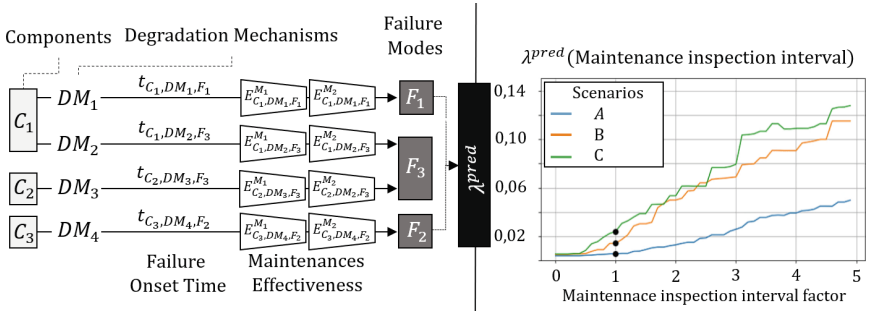 Components
Degradation Mechanisms
Failure
Modes
C₁
DM₁
t_{C₁,DM₁,F₁}
E^{M₁}_{C₁,DM₁,F₁}
E^{M₂}_{C₁,DM₁,F₁}
F₁
DM₂
t_{C₁,DM₂,F₃}
E^{M₁}_{C₁,DM₂,F₃}
E^{M₂}_{C₁,DM₂,F₃}
F₃
C₂
DM₃
t_{C₂,DM₃,F₃}
E^{M₁}_{C₂,DM₃,F₃}
E^{M₂}_{C₂,DM₃,F₃}
C₃
DM₄
t_{C₃,DM₄,F₂}
E^{M₁}_{C₃,DM₄,F₂}
E^{M₂}_{C₃,DM₄,F₂}
F₂
Failure
Onset Time
Maintenances
Effectiveness
λ^{pred}
λ^{pred}(Maintenance inspection interval)
0,14
0,10
0,06
0,02
Scenarios
A
B
C
0 1 2 3 4 5
Maintennace inspection interval factor